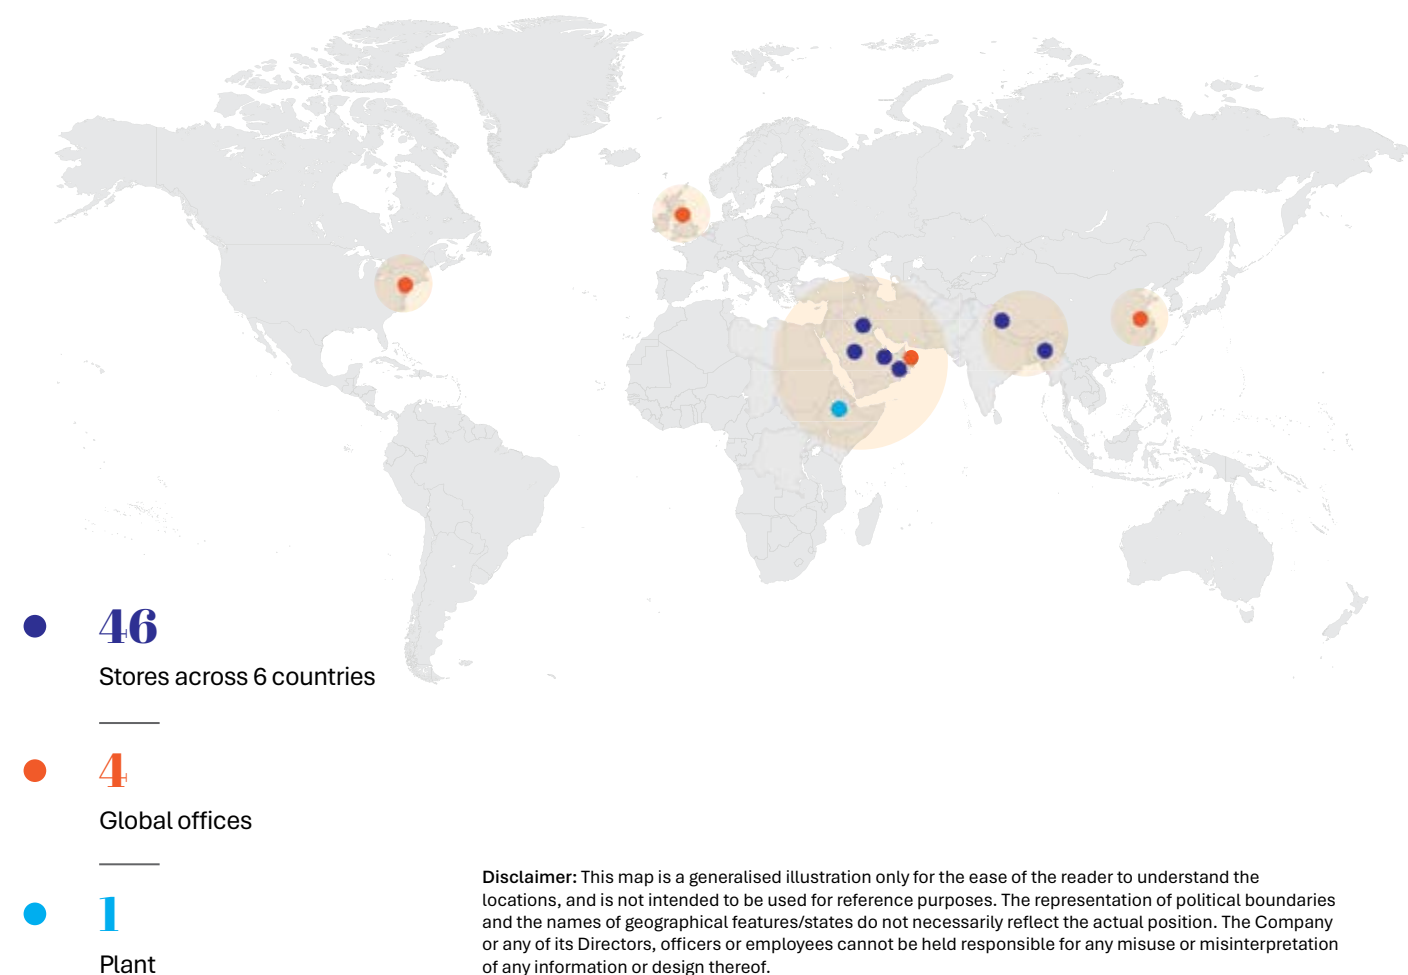 46
Stores across 6 countries
4
Global offices
1
Plant
Disclaimer: This map is a generalised illustration only for the ease of the reader to understand the
locations, and is not intended to be used for reference purposes. The representation of political boundaries
and the names of geographical features/states do not necessarily reflect the actual position. The Company
or any of its Directors, officers or employees cannot be held responsible for any misuse or misinterpretation
of any information or design thereof.